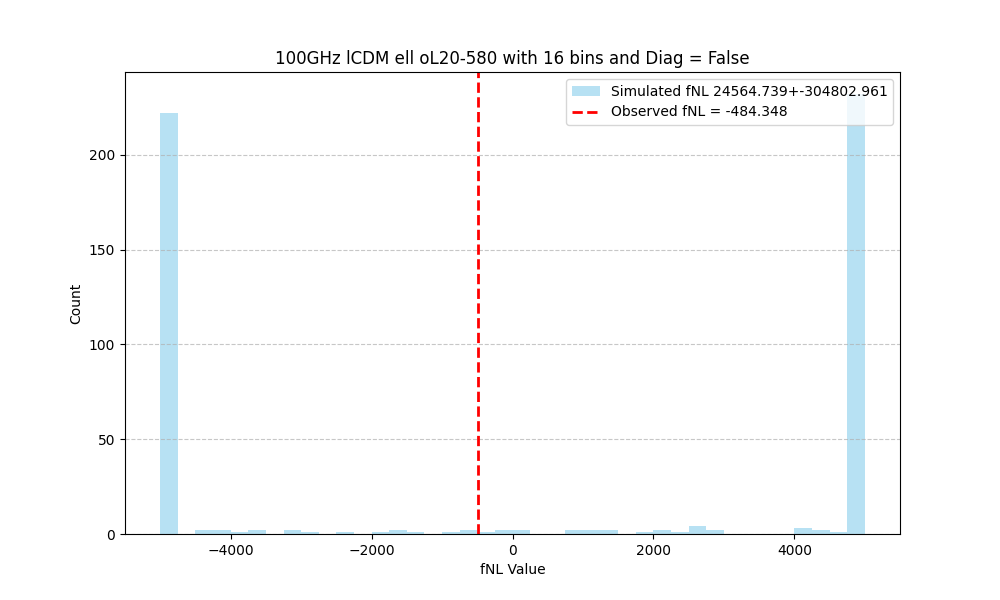 100GHz lCDM ell oL20-580 with 16 bins and Diag = False
Simulated fNL 24564.739+-304802.961
Observed fNL = -484.348
Count
200
150
100
50
0
−4000
−2000
0
2000
4000
fNL Value